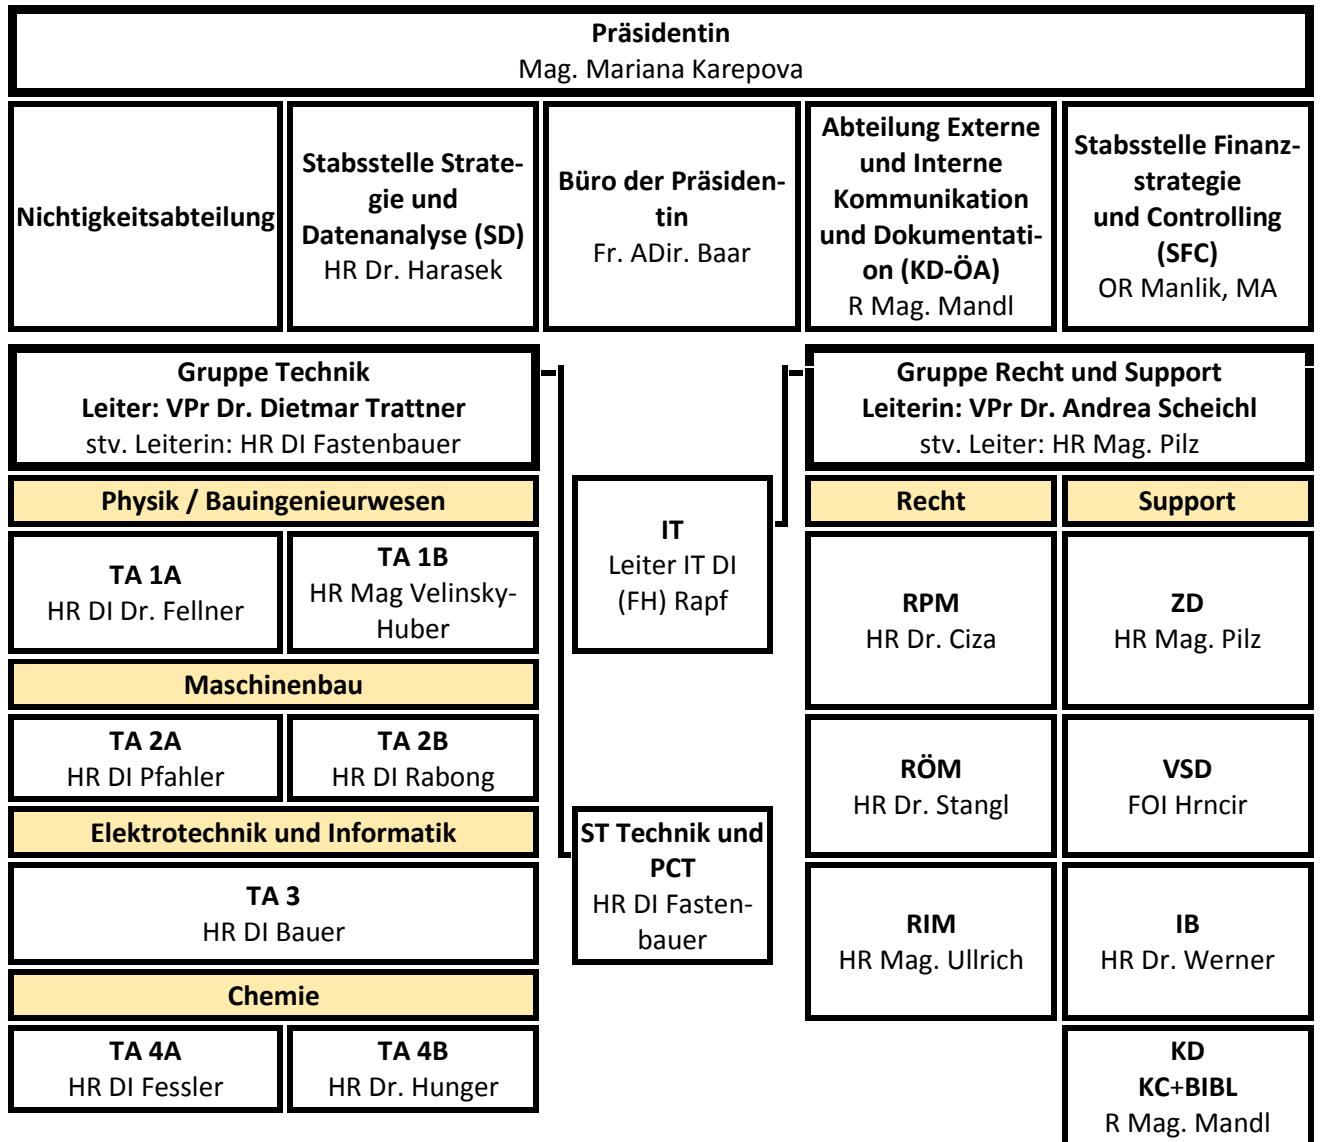 Präsidentin
Mag. Mariana Karepova
Nichtigkeitsabteilung
Stabsstelle Strate-
gie und
Datenanalyse (SD)
HR Dr. Harasek
Büro der Präsiden-
tin
Fr. ADir. Baar
Abteilung Externe
und Interne
Kommunikation
und Dokumentati-
on (KD-ÖA)
R Mag. Mandl
Stabsstelle Finanz-
strategie
und Controlling
(SFC)
OR Manlik, MA
Gruppe Technik
Leiter: VPr Dr. Dietmar Trattner
stv. Leiterin: HR DI Fastenbauer
Physik / Bauingenieurwesen
TA 1A
HR DI Dr. Fellner
TA 1B
HR Mag Velinsky-
Huber
Maschinenbau
TA 2A
HR DI Pfahler
TA 2B
HR DI Rabong
Elektrotechnik und Informatik
TA 3
HR DI Bauer
Chemie
TA 4A
HR DI Fessler
TA 4B
HR Dr. Hunger
IT
Leiter IT DI
(FH) Rapf
ST Technik und
PCT
HR DI Fasten-
bauer
Gruppe Recht und Support
Leiterin: VPr Dr. Andrea Scheichl
stv. Leiter: HR Mag. Pilz
Recht
RPM
HR Dr. Ciza
RÖM
HR Dr. Stangl
RIM
HR Mag. Ullrich
Support
ZD
HR Mag. Pilz
VSD
FOI Hrncir
IB
HR Dr. Werner
KD
KC+BIBL
R Mag. Mandl